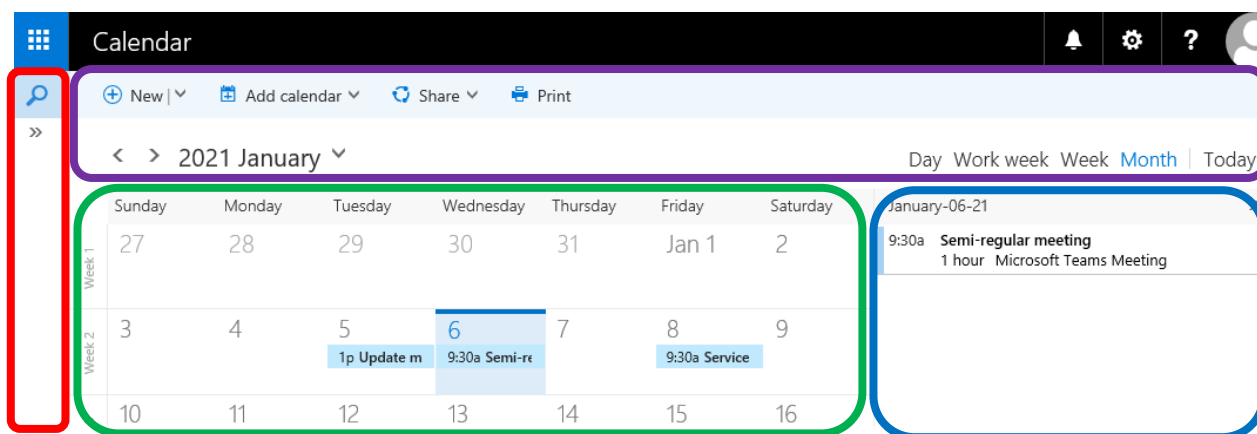 Calendar ?
New | Add calendar Share Print
»
< > 2021 January
Day Work week Week Month | Today
Sunday Monday Tuesday Wednesday Thursday Friday Saturday
Week 1
27 28 29 30 31 Jan 1 2
Week 2
3 4 5 6 7 8 9
1p Update m 9:30a Semi-re 9:30a Service
10 11 12 13 14 15 16
January-06-21
9:30a Semi-regular meeting
1 hour Microsoft Teams Meeting